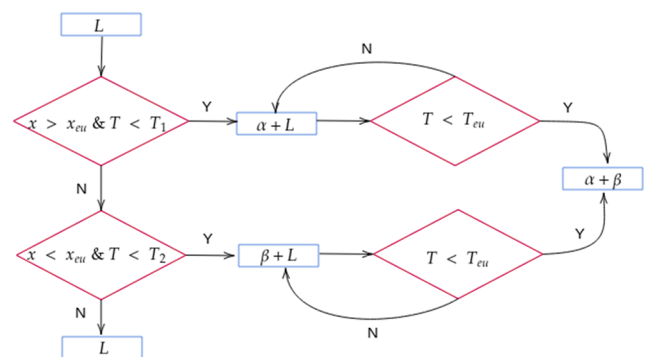 L
N
x > x_eu & T < T_1
Y
α + L
T < T_eu
Y
α + β
N
x < x_eu & T < T_2
Y
β + L
T < T_eu
Y
N
N
L